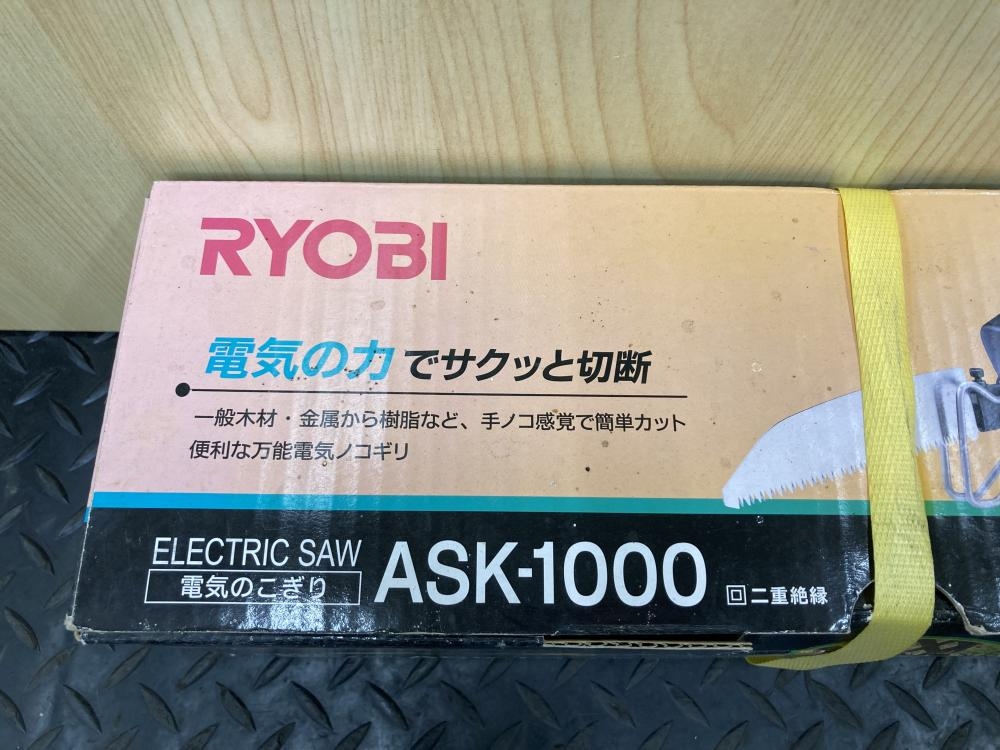 RYOBI
電気の力でサクッと切断
一般木材・金属から樹脂など、手ノコ感覚で簡単カット
便利な万能電気ノコギリ
ELECTRIC SAW
電気のこぎり
ASK-1000
回二重絶縁